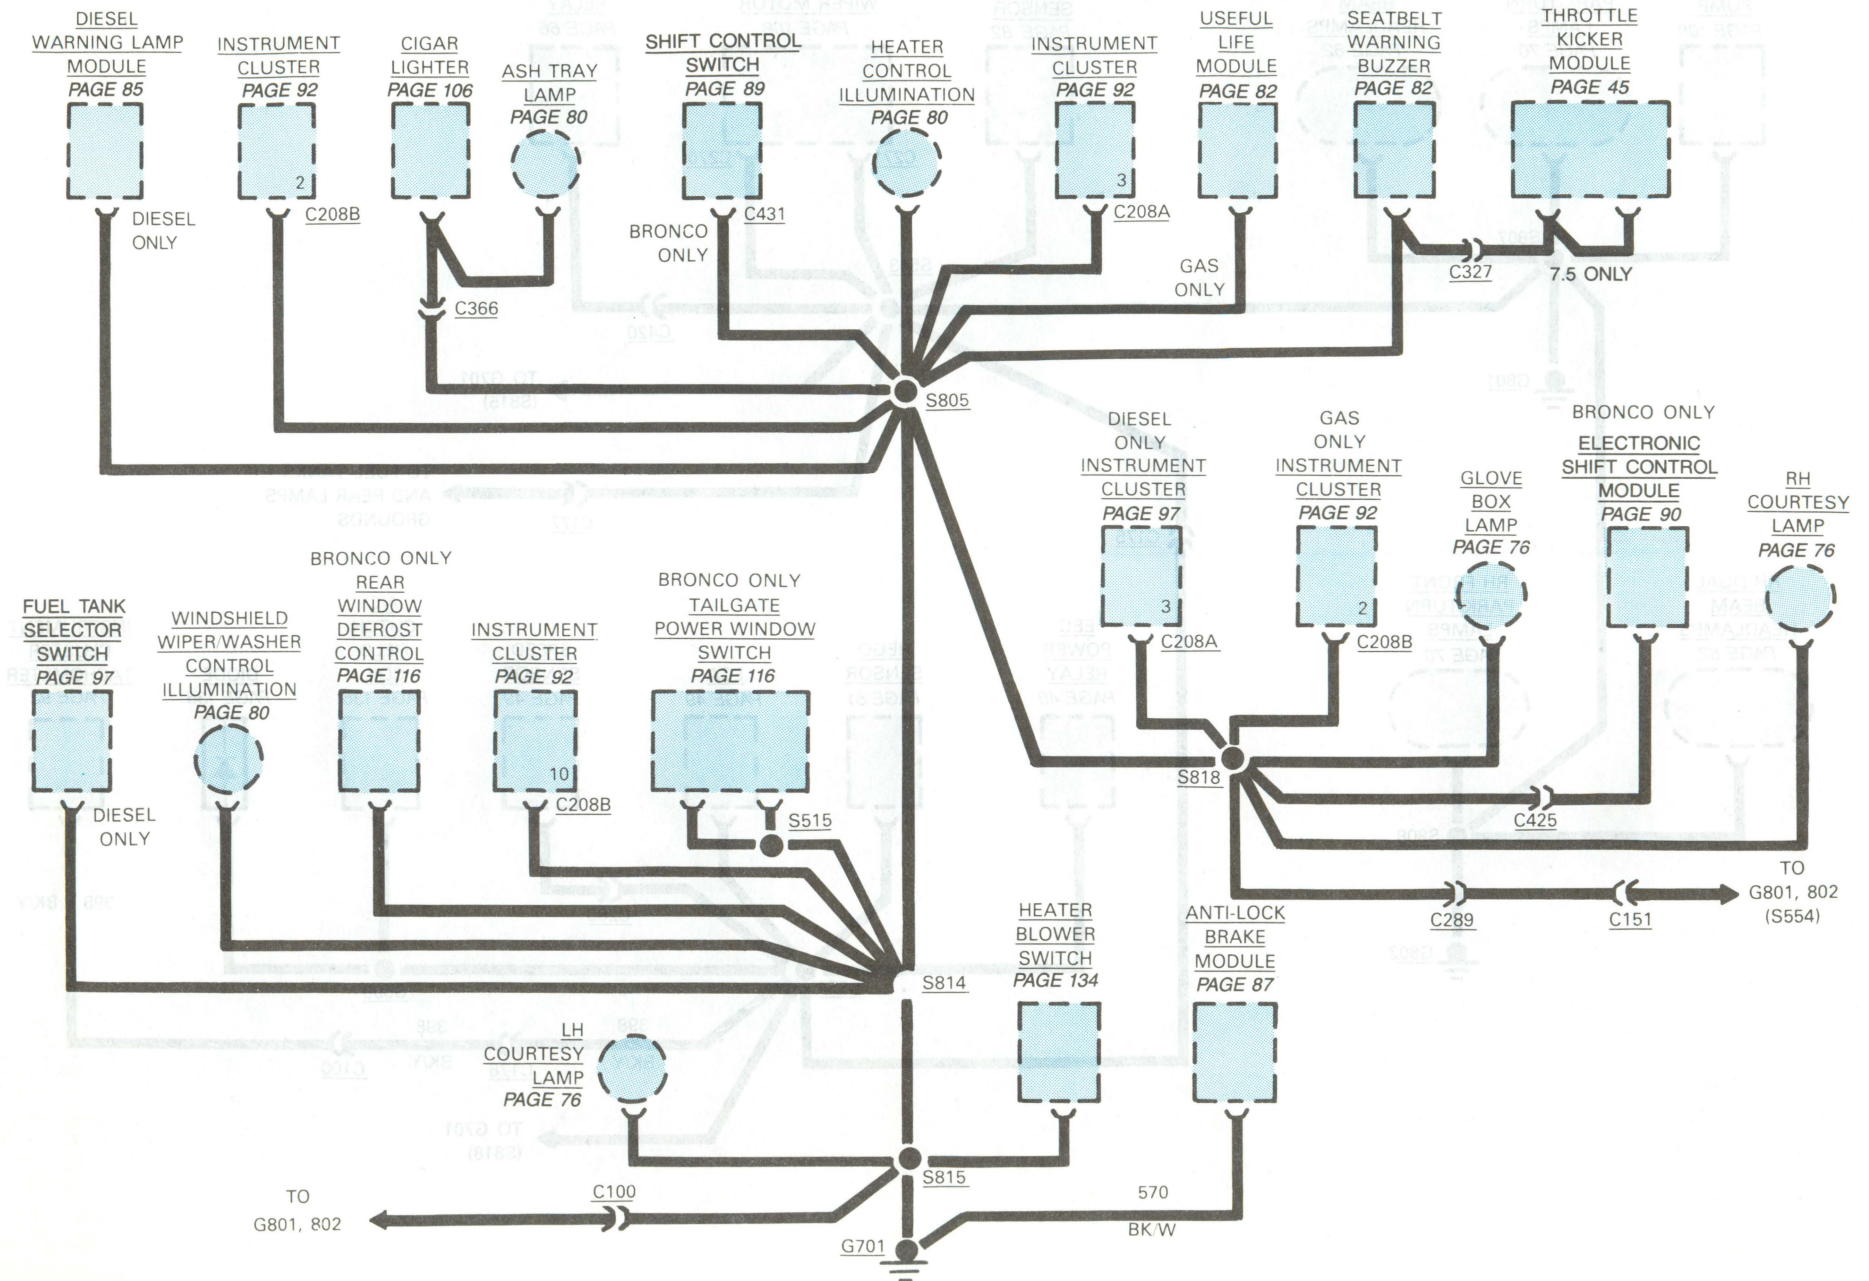 DIESEL
WARNING LAMP
MODULE
PAGE 85
DIESEL
ONLY
INSTRUMENT
CLUSTER
PAGE 92
2
C208B
CIGAR
LIGHTER
PAGE 106
C366
ASH TRAY
LAMP
PAGE 80
SHIFT CONTROL
SWITCH
PAGE 89
C431
BRONCO
ONLY
HEATER
CONTROL
ILLUMINATION
PAGE 80
INSTRUMENT
CLUSTER
PAGE 92
3
C208A
USEFUL
LIFE
MODULE
PAGE 82
GAS
ONLY
SEATBELT
WARNING
BUZZER
PAGE 82
C327
THROTTLE
KICKER
MODULE
PAGE 45
7.5 ONLY
S805
DIESEL
ONLY
INSTRUMENT
CLUSTER
PAGE 97
3
C208A
GAS
ONLY
INSTRUMENT
CLUSTER
PAGE 92
2
C208B
GLOVE
BOX
LAMP
PAGE 76
BRONCO ONLY
ELECTRONIC
SHIFT CONTROL
MODULE
PAGE 90
RH
COURTESY
LAMP
PAGE 76
S818
C425
C289
C151
TO
G801, 802
(S554)
FUEL TANK
SELECTOR
SWITCH
PAGE 97
DIESEL
ONLY
WINDSHIELD
WIPER/WASHER
CONTROL
ILLUMINATION
PAGE 80
BRONCO ONLY
REAR
WINDOW
DEFROST
CONTROL
PAGE 116
INSTRUMENT
CLUSTER
PAGE 92
10
C208B
BRONCO ONLY
TAILGATE
POWER WINDOW
SWITCH
PAGE 116
S515
S814
LH
COURTESY
LAMP
PAGE 76
HEATER
BLOWER
SWITCH
PAGE 134
ANTI-LOCK
BRAKE
MODULE
PAGE 87
S815
TO
G801, 802
C100
570
BK/W
G701